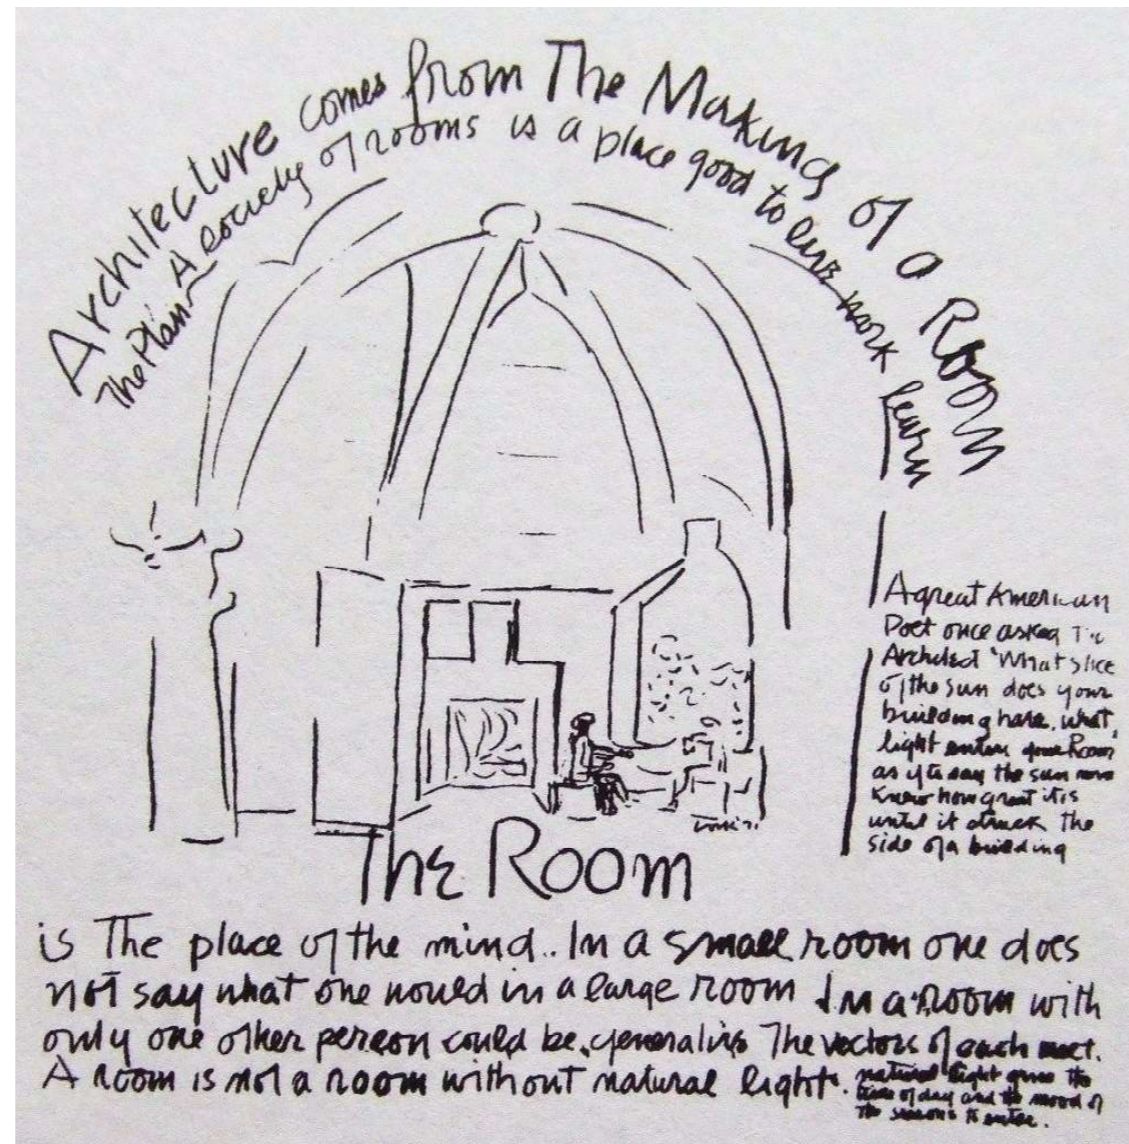 Architecture comes from The Making of a Room
The Plan A society of rooms is a place good to live work learn
A great American
Poet once asked The
Architect 'What slice
of the sun does your
building have. what
light enters your Room
as if to say the sun never
knew how great it is
until it struck the
side of a building
Louis K.
The Room
is The place of the mind.. In a small room one does
not say what one would in a large room In a room with
only one other person could be generative The vectors of each meet.
A room is not a room without natural light.
natural light gives the
time of day and the mood of
the seasons to enter.